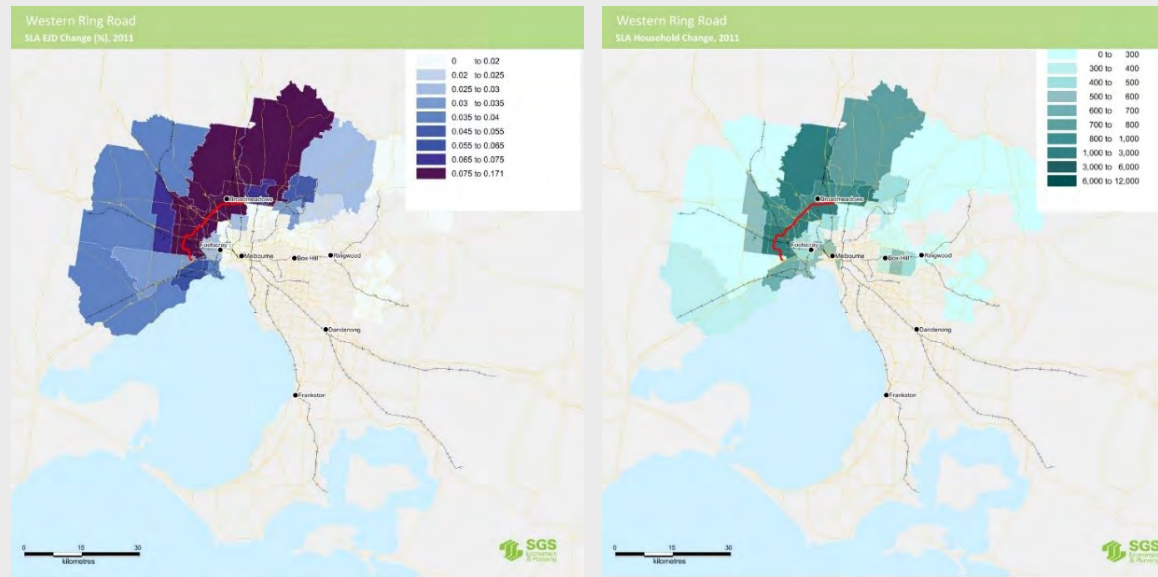 Western Ring Road
SLA EJD Change (%), 2011
0 to 0.02
0.02 to 0.025
0.025 to 0.03
0.03 to 0.035
0.035 to 0.04
0.045 to 0.055
0.055 to 0.065
0.065 to 0.075
0.075 to 0.171
Broadmeadows
Footscray
Melbourne
Box Hill
Ringwood
Dandenong
Frankston
0 15 30
kilometres
SGS
Economics
& Planning
Western Ring Road
SLA Household Change, 2011
0 to 300
300 to 400
400 to 500
500 to 600
600 to 700
700 to 800
800 to 1,000
1,000 to 3,000
3,000 to 6,000
6,000 to 12,000
Broadmeadows
Footscray
Melbourne
Box Hill
Ringwood
Dandenong
Frankston
0 15 30
kilometres
SGS
Economics
& Planning